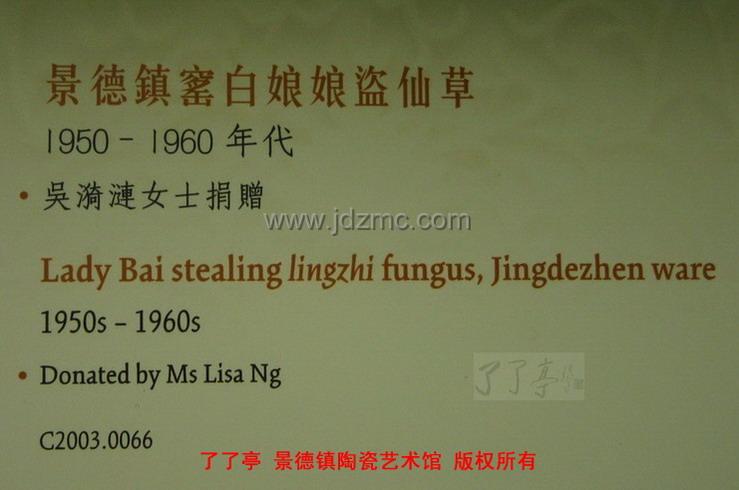 景德鎮窰白娘娘盜仙草
1950 – 1960 年代
• 吳漪漣女士捐贈
www.jdzmc.com
Lady Bai stealing lingzhi fungus, Jingdezhen ware
1950s – 1960s
• Donated by Ms Lisa Ng
了了亭
C2003.0066
了了亭 景德镇陶瓷艺术馆 版权所有